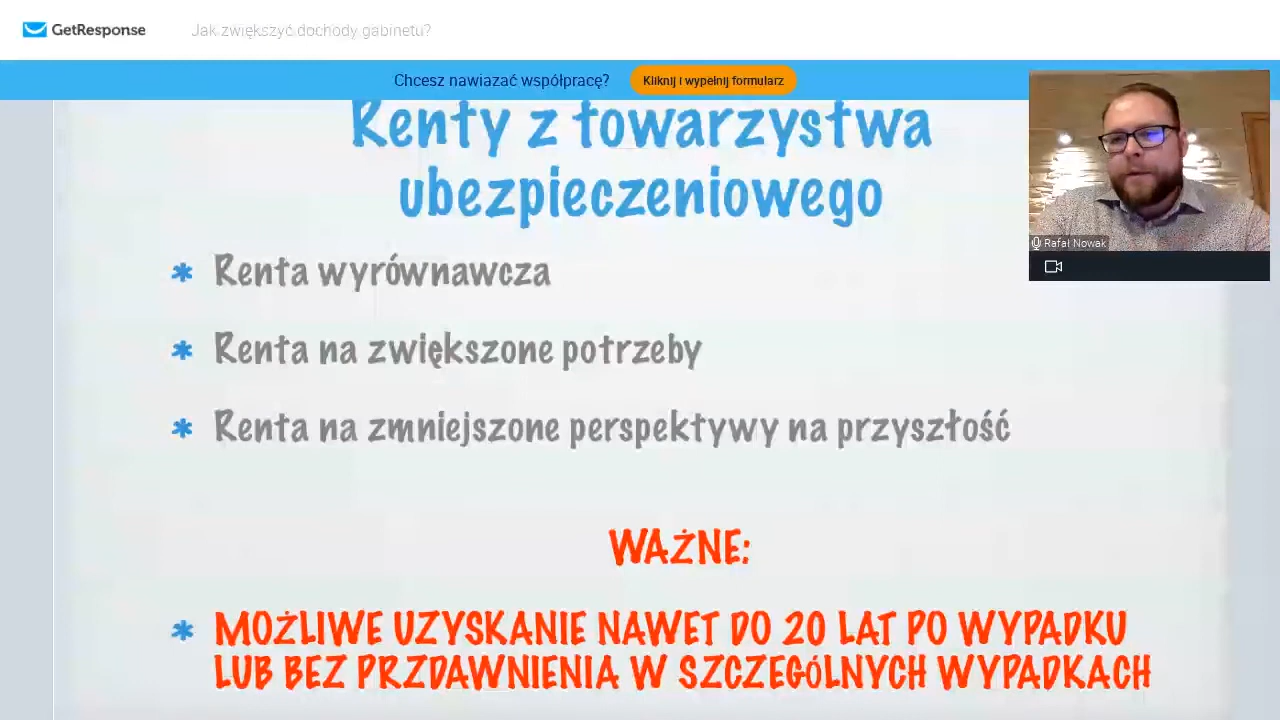 GetResponse
Jak zwiększyć dochody gabinetu?
Chcesz nawiazać współpracę?
Kliknij i wypełnij formularz
Renty z towarzystwa
ubezpieczeniowego
Rafał Nowak
* Renta wyrównawcza
* Renta na zwiększone potrzeby
* Renta na zmniejszone perspektywy na przyszłość
WAŻNE:
* MOŻLIWE UZYSKANIE NAWET DO 20 LAT PO WYPADKU
LUB BEZ PRZDAWNIENIA W SZCZEGÓLNYCH WYPADKACH